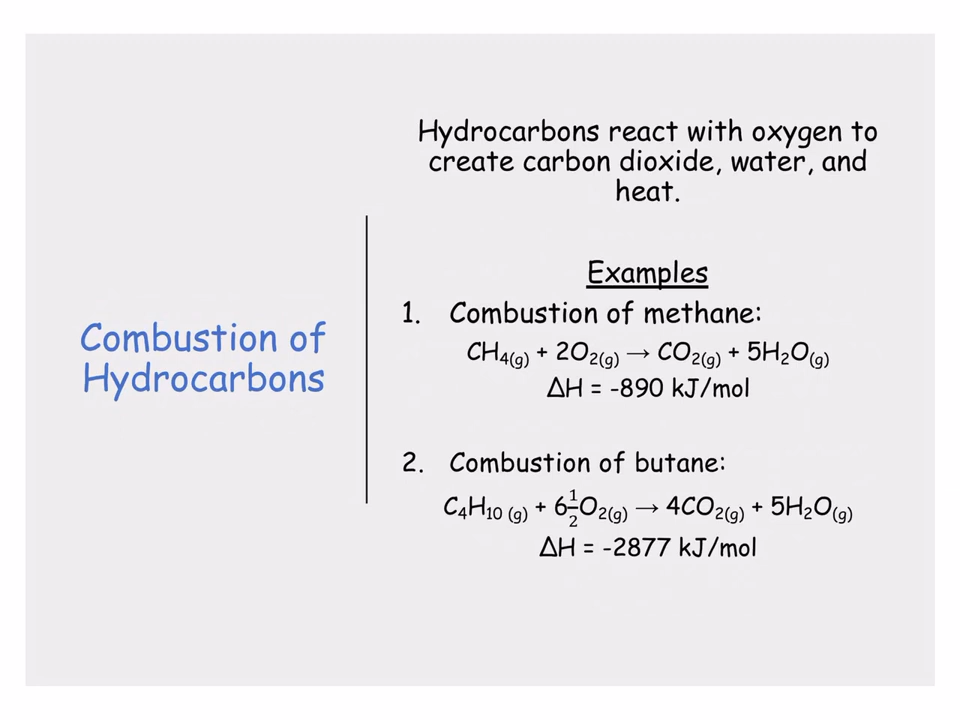 Combustion of
Hydrocarbons
Hydrocarbons react with oxygen to
create carbon dioxide, water, and
heat.
Examples
1. Combustion of methane:
CH₄(g) + 2O₂(g) → CO₂(g) + 5H₂O(g)
ΔH = -890 kJ/mol
2. Combustion of butane:
C₄H₁₀ (g) + 6½O₂(g) → 4CO₂(g) + 5H₂O(g)
ΔH = -2877 kJ/mol